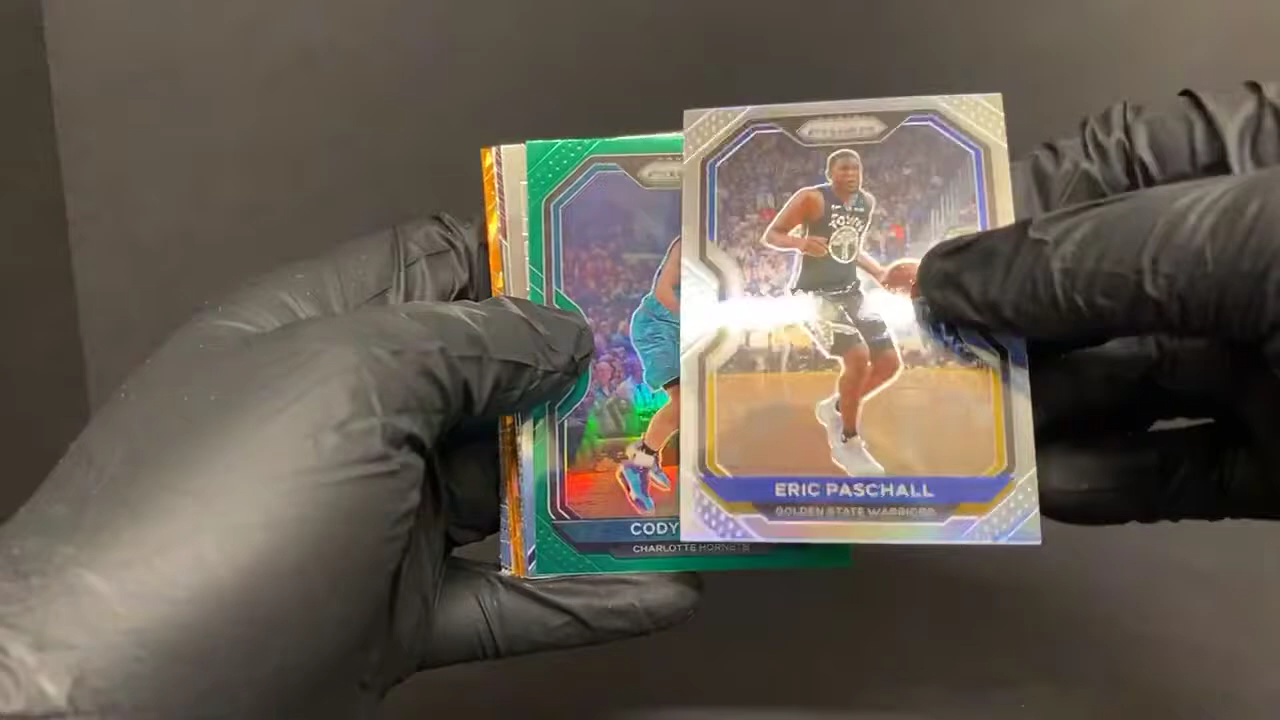 ERIC PASCHALL
GOLDEN STATE WARRIORS
CODY
CHARLOTTE HORNETS